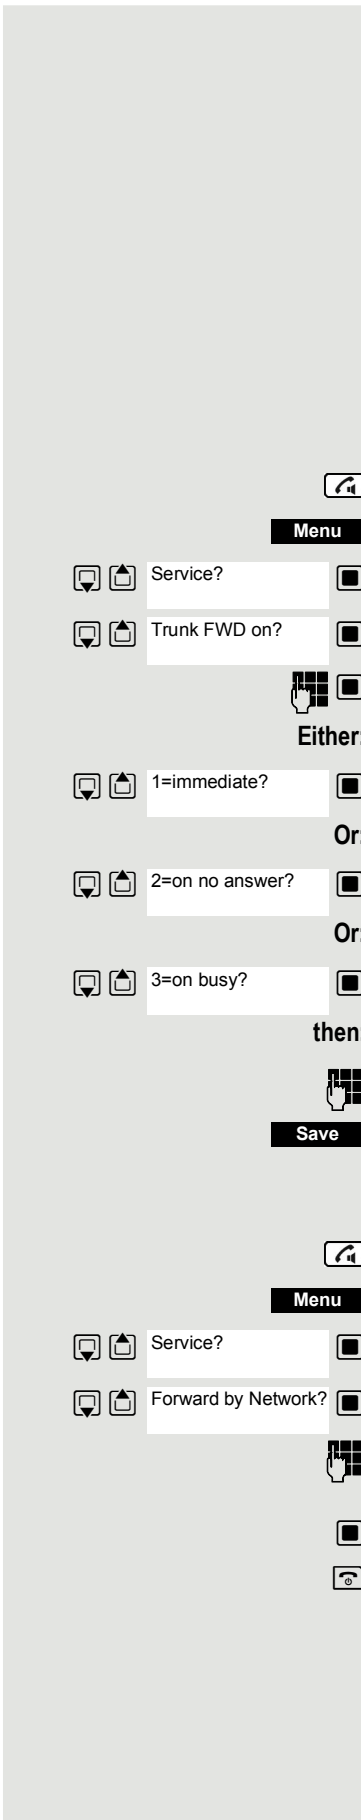 Menu
Service?
Trunk FWD on?
Either:
1=immediate?
Or:
2=on no answer?
Or:
3=on busy?
then:
Save
Menu
Service?
Forward by Network?